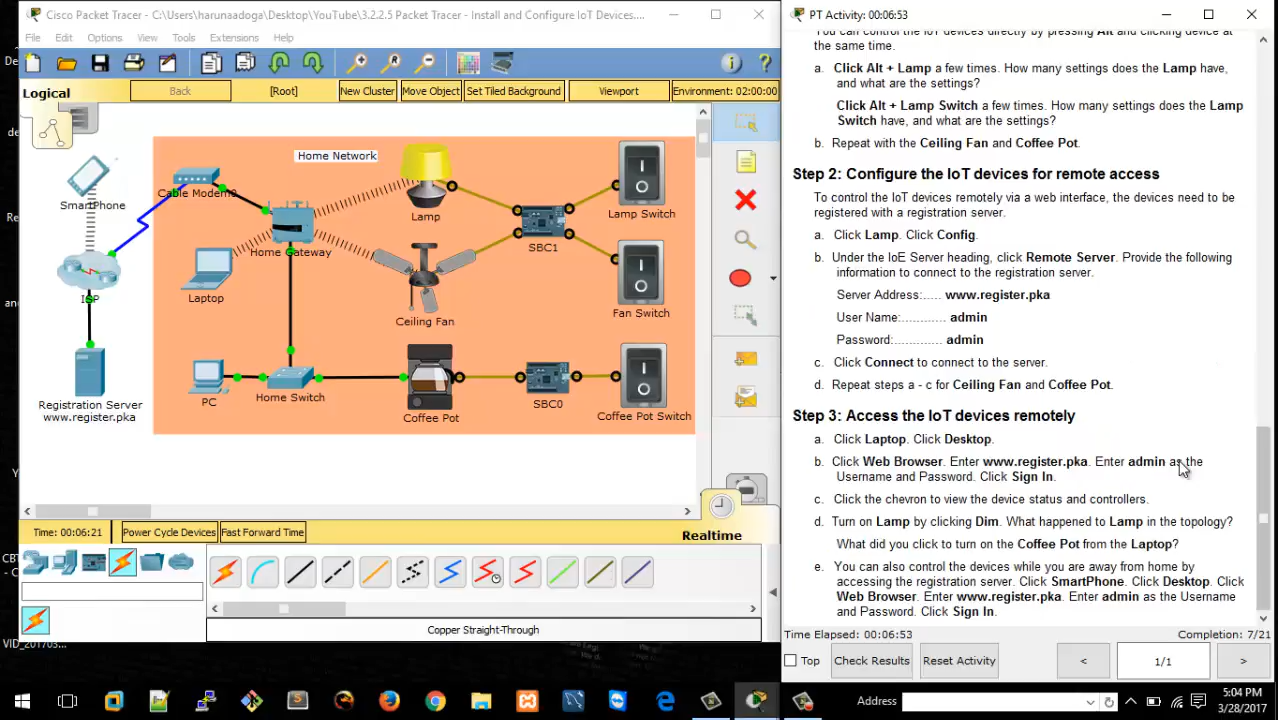 Cisco Packet Tracer - C:\Users\harunaadoga\Desktop\YouTube\3.2.2.5 Packet Tracer - Install and Configure IoT Devices....
File Edit Options View Tools Extensions Help
Logical
Back
[Root]
New Cluster
Move Object
Set Tiled Background
Viewport
Environment: 02:00:00
Home Network
SmartPhone
Cable Modem0
Lamp
Lamp Switch
SBC1
Home Gateway
Laptop
ISP
Ceiling Fan
Fan Switch
PC
Home Switch
Coffee Pot
SBC0
Coffee Pot Switch
Registration Server
www.register.pka
Time: 00:06:21
Power Cycle Devices
Fast Forward Time
Realtime
Copper Straight-Through
PT Activity: 00:06:53
You can control the IoT devices directly by pressing Alt and clicking device at
the same time.
a. Click Alt + Lamp a few times. How many settings does the Lamp have,
and what are the settings?
Click Alt + Lamp Switch a few times. How many settings does the Lamp
Switch have, and what are the settings?
b. Repeat with the Ceiling Fan and Coffee Pot.
Step 2: Configure the IoT devices for remote access
To control the IoT devices remotely via a web interface, the devices need to be
registered with a registration server.
a. Click Lamp. Click Config.
b. Under the IoE Server heading, click Remote Server. Provide the following
information to connect to the registration server.
Server Address:..... www.register.pka
User Name:............ admin
Password:.............. admin
c. Click Connect to connect to the server.
d. Repeat steps a - c for Ceiling Fan and Coffee Pot.
Step 3: Access the IoT devices remotely
a. Click Laptop. Click Desktop.
b. Click Web Browser. Enter www.register.pka. Enter admin as the
Username and Password. Click Sign In.
c. Click the chevron to view the device status and controllers.
d. Turn on Lamp by clicking Dim. What happened to Lamp in the topology?
What did you click to turn on the Coffee Pot from the Laptop?
e. You can also control the devices while you are away from home by
accessing the registration server. Click SmartPhone. Click Desktop. Click
Web Browser. Enter www.register.pka. Enter admin as the Username
and Password. Click Sign In.
Time Elapsed: 00:06:53
Completion: 7/21
Top
Check Results
Reset Activity
<
1/1
>
VID_201703...
Address
5:04 PM
3/28/2017